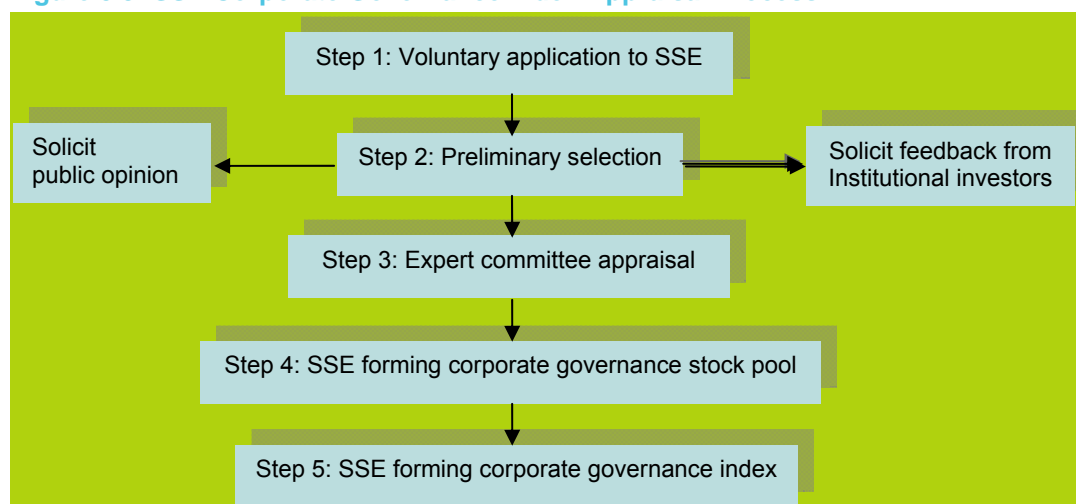 Step 1: Voluntary application to SSE
Solicit
public opinion
Step 2: Preliminary selection
Solicit feedback from
Institutional investors
Step 3: Expert committee appraisal
Step 4: SSE forming corporate governance stock pool
Step 5: SSE forming corporate governance index